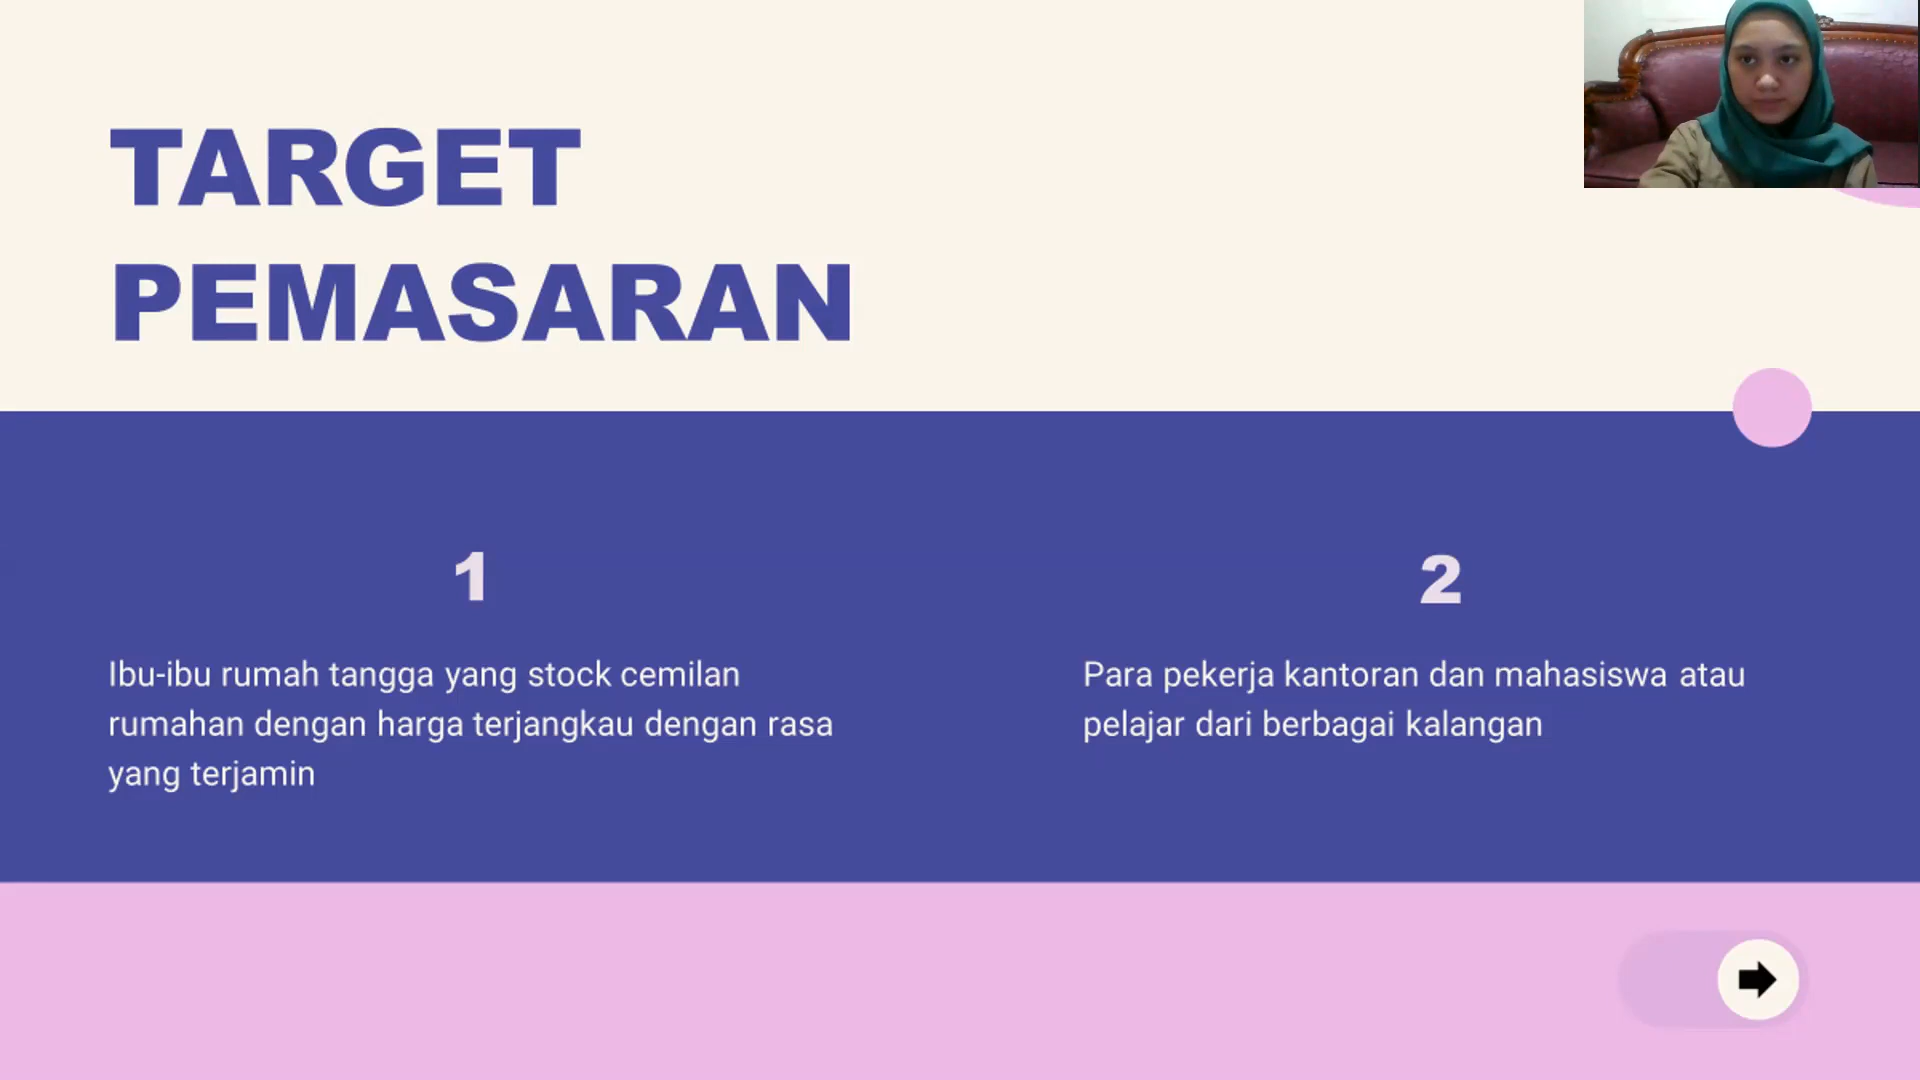 TARGET
PEMASARAN
1
Ibu-ibu rumah tangga yang stock cemilan
rumahan dengan harga terjangkau dengan rasa
yang terjamin
2
Para pekerja kantoran dan mahasiswa atau
pelajar dari berbagai kalangan